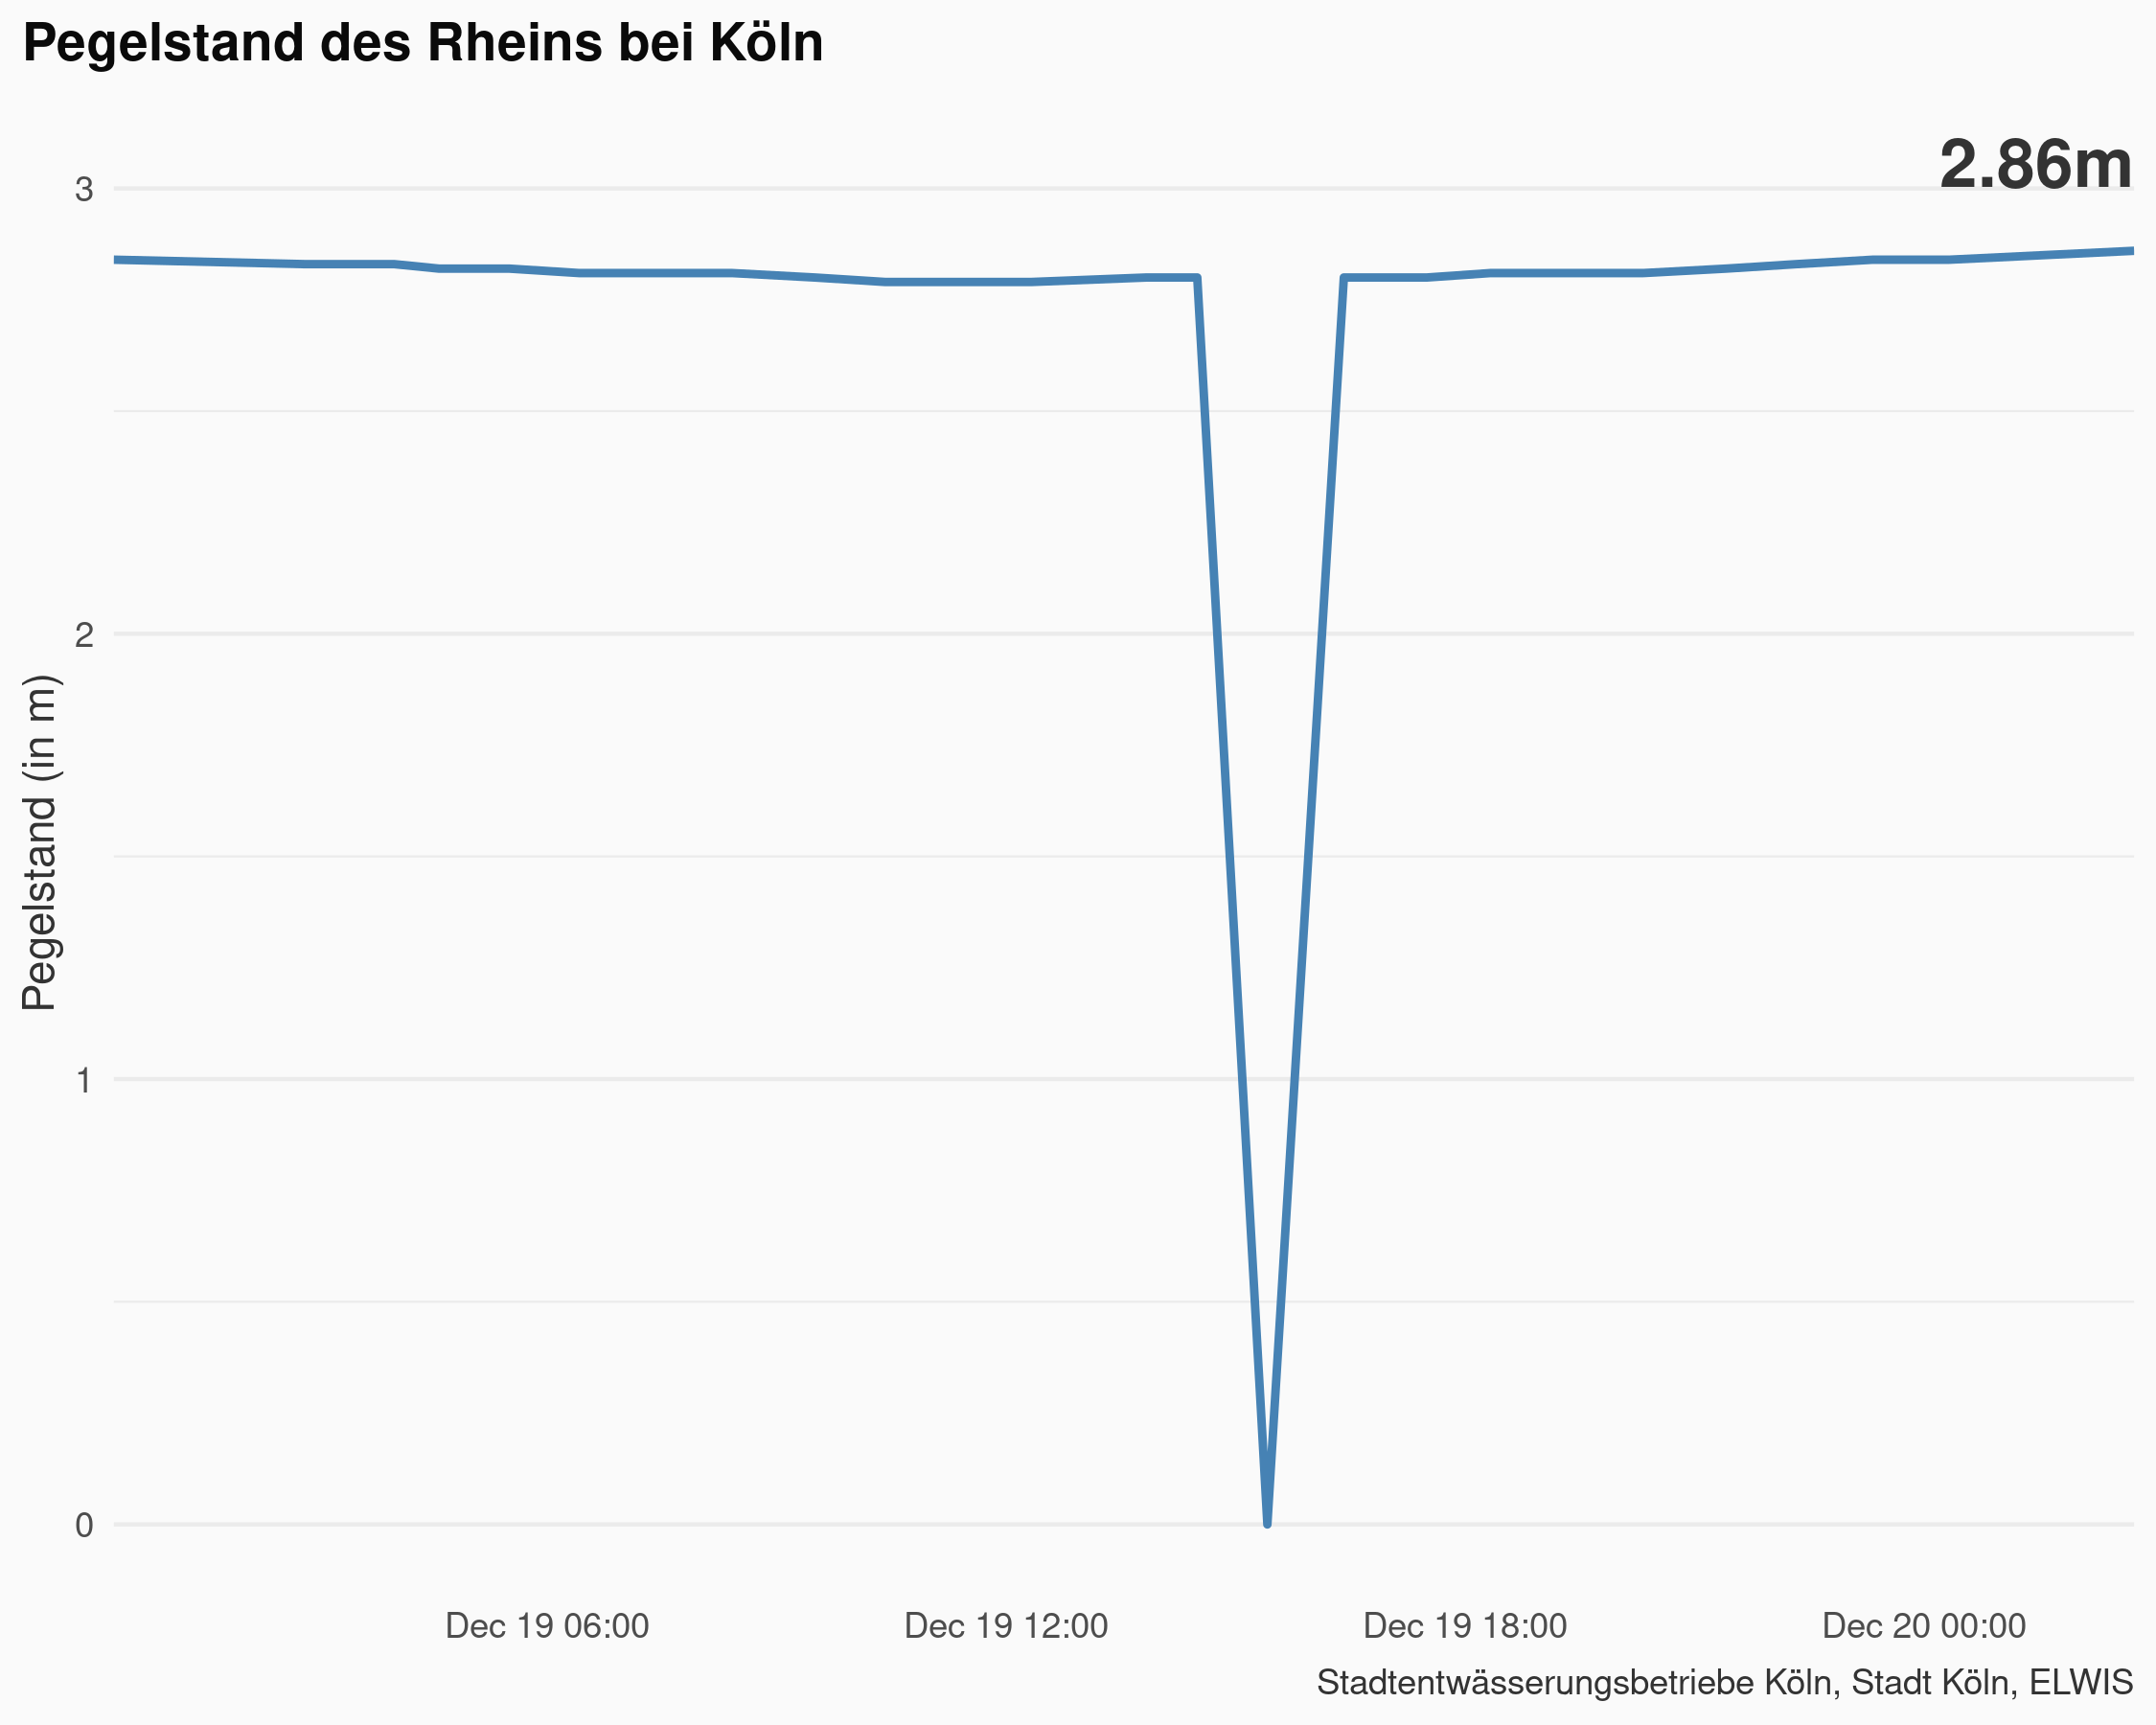 Pegelstand des Rheins bei Köln
2.86m
3
2
1
0
Pegelstand (in m)
Dec 19 06:00
Dec 19 12:00
Dec 19 18:00
Dec 20 00:00
Stadtentwässerungsbetriebe Köln, Stadt Köln, ELWIS